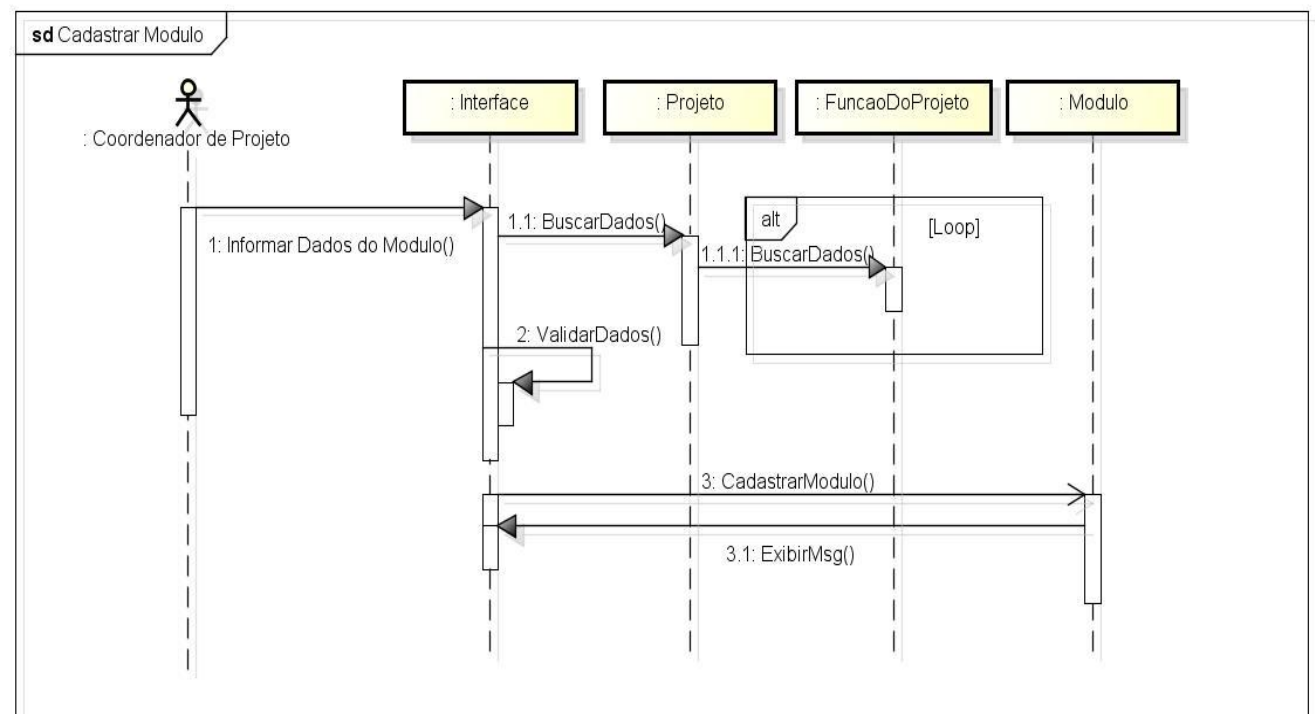 sd Cadastrar Modulo
: Coordenador de Projeto
: Interface
: Projeto
: FuncaoDoProjeto
: Modulo
1: Informar Dados do Modulo()
1.1: BuscarDados()
alt
[Loop]
1.1.1: BuscarDados()
2: ValidarDados()
3: CadastrarModulo()
3.1: ExibirMsg()